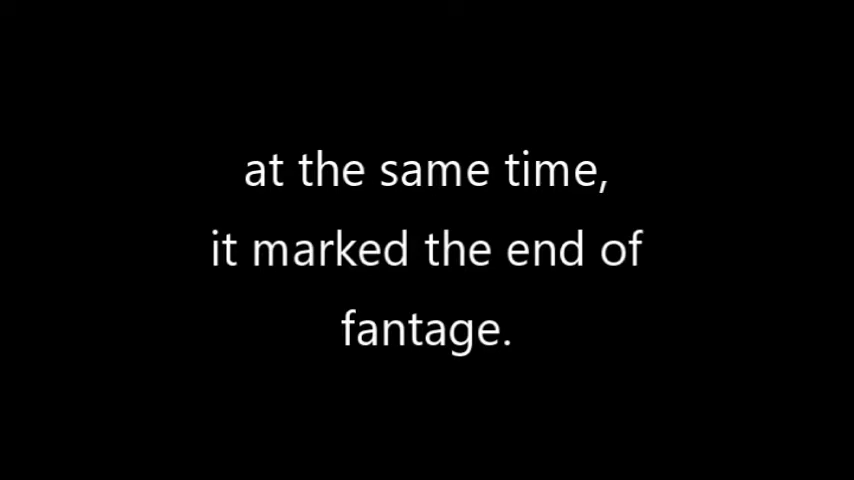 at the same time,
it marked the end of
fantage.